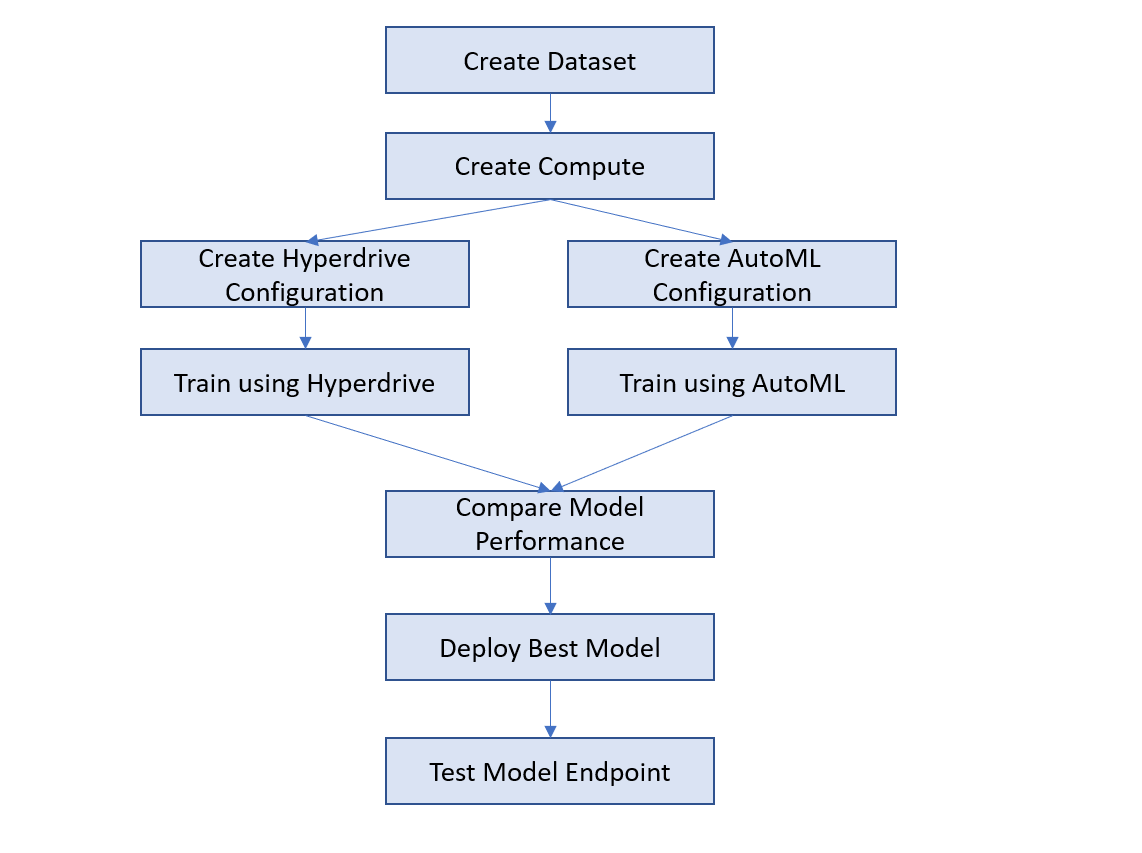 Create Dataset
Create Compute
Create Hyperdrive
Configuration
Create AutoML
Configuration
Train using Hyperdrive
Train using AutoML
Compare Model
Performance
Deploy Best Model
Test Model Endpoint